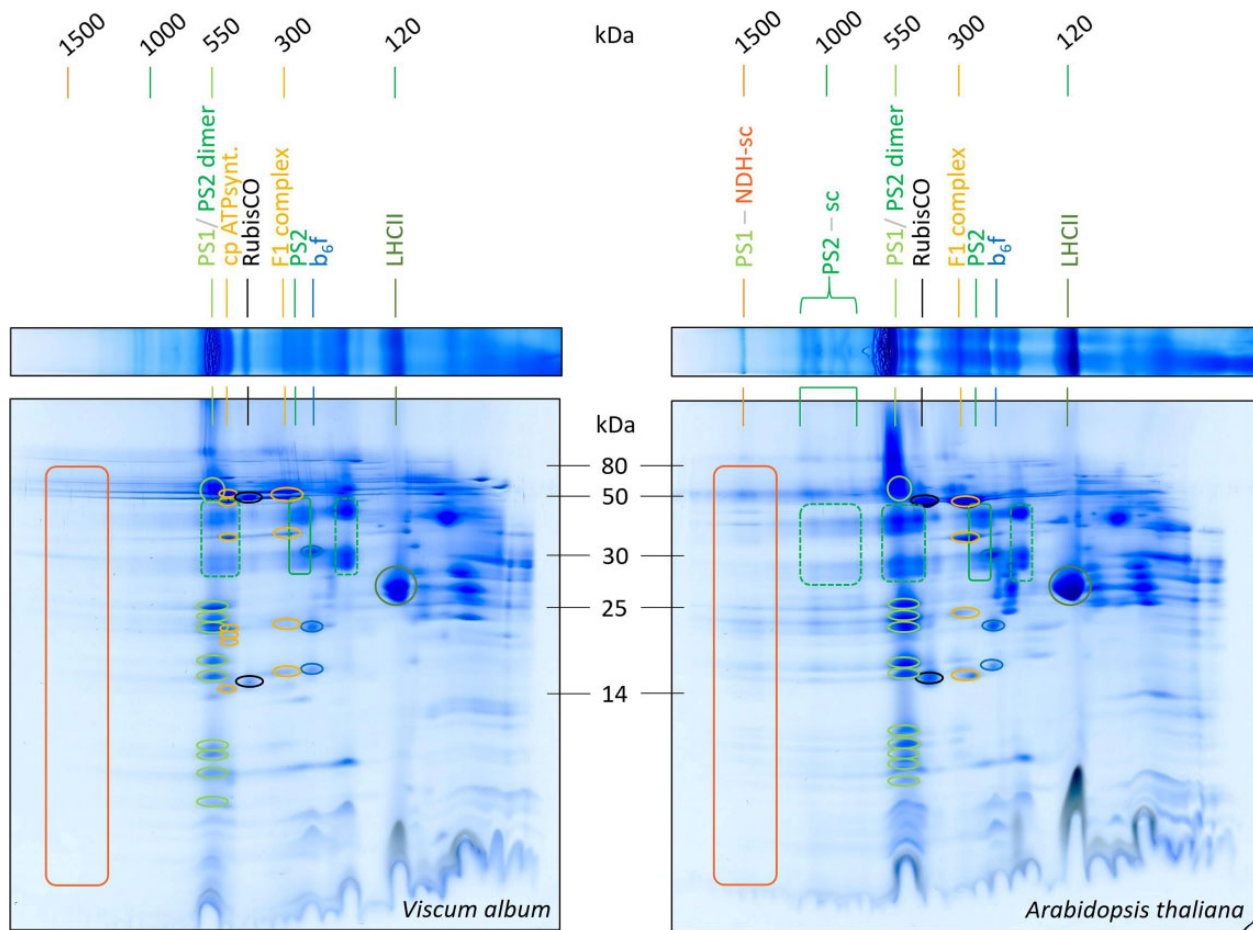 1500 1000 550 300 120 kDa 1500 1000 550 300 120
PS1/ PS2 dimer
cp ATPsynt.
RubisCO
F1 complex
PS2
b₆f
LHCII
PS1 – NDH-sc
PS2 – sc
PS1/ PS2 dimer
RubisCO
F1 complex
PS2
b₆f
LHCII
kDa
80
50
30
25
14
Viscum album
Arabidopsis thaliana